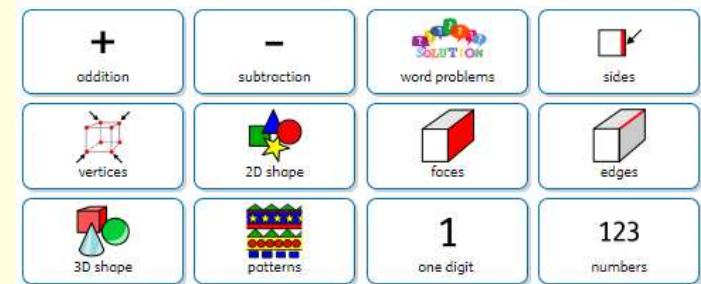 +
-
SOLUTION
addition
subtraction
word problems
sides
vertices
2D shape
faces
edges
1
123
3D shape
patterns
one digit
numbers